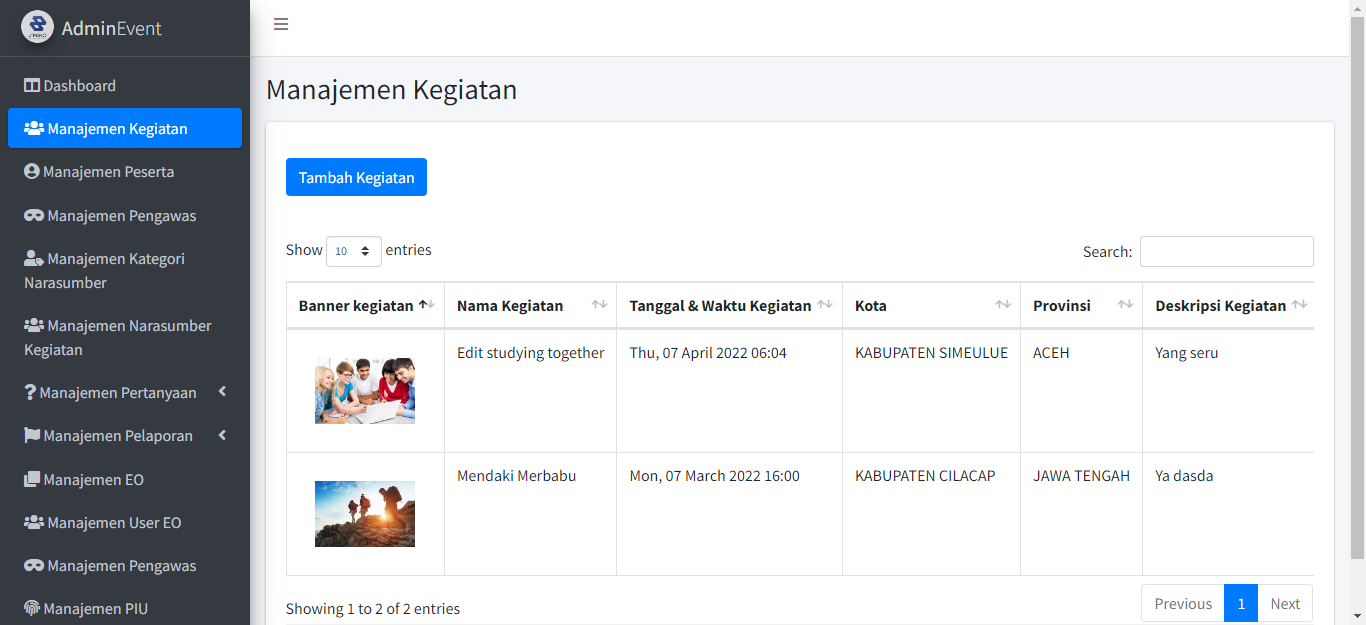 AdminEvent
Dashboard
Manajemen Kegiatan
Manajemen Peserta
Manajemen Pengawas
Manajemen Kategori
Narasumber
Manajemen Narasumber
Kegiatan
Manajemen Pertanyaan
Manajemen Pelaporan
Manajemen EO
Manajemen User EO
Manajemen Pengawas
Manajemen PIU
Manajemen Kegiatan
Tambah Kegiatan
Show 10 entries
Search:
Banner kegiatan Nama Kegiatan Tanggal & Waktu Kegiatan Kota Provinsi Deskripsi Kegiatan
Edit studying together Thu, 07 April 2022 06:04 KABUPATEN SIMEULUE ACEH Yang seru
Mendaki Merbabu Mon, 07 March 2022 16:00 KABUPATEN CILACAP JAWA TENGAH Ya dasda
Showing 1 to 2 of 2 entries
Previous 1 Next